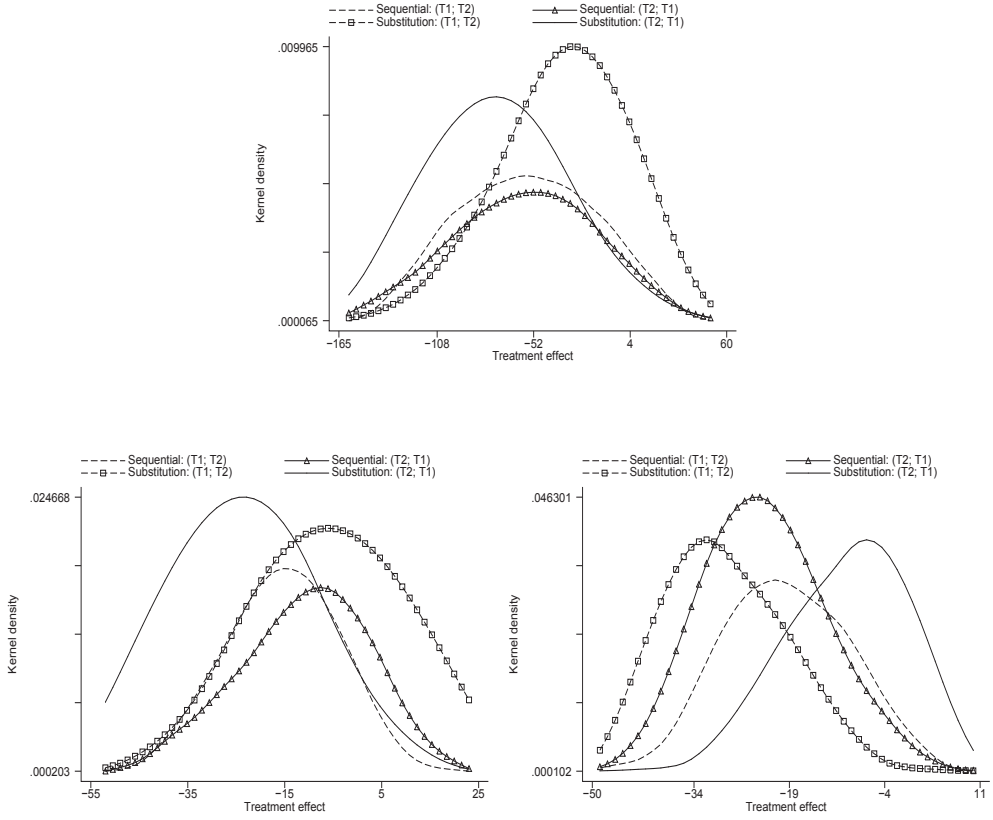 Sequential: (T1; T2) Sequential: (T2; T1)
Substitution: (T1; T2) Substitution: (T2; T1)
.009965
Kernel density
.000065
−165 −108 −52 4 60
Treatment effect
Sequential: (T1; T2) Sequential: (T2; T1)
Substitution: (T1; T2) Substitution: (T2; T1)
.024668
Kernel density
.000203
−55 −35 −15 5 25
Treatment effect
Sequential: (T1; T2) Sequential: (T2; T1)
Substitution: (T1; T2) Substitution: (T2; T1)
.046301
Kernel density
.000102
−50 −34 −19 −4 11
Treatment effect